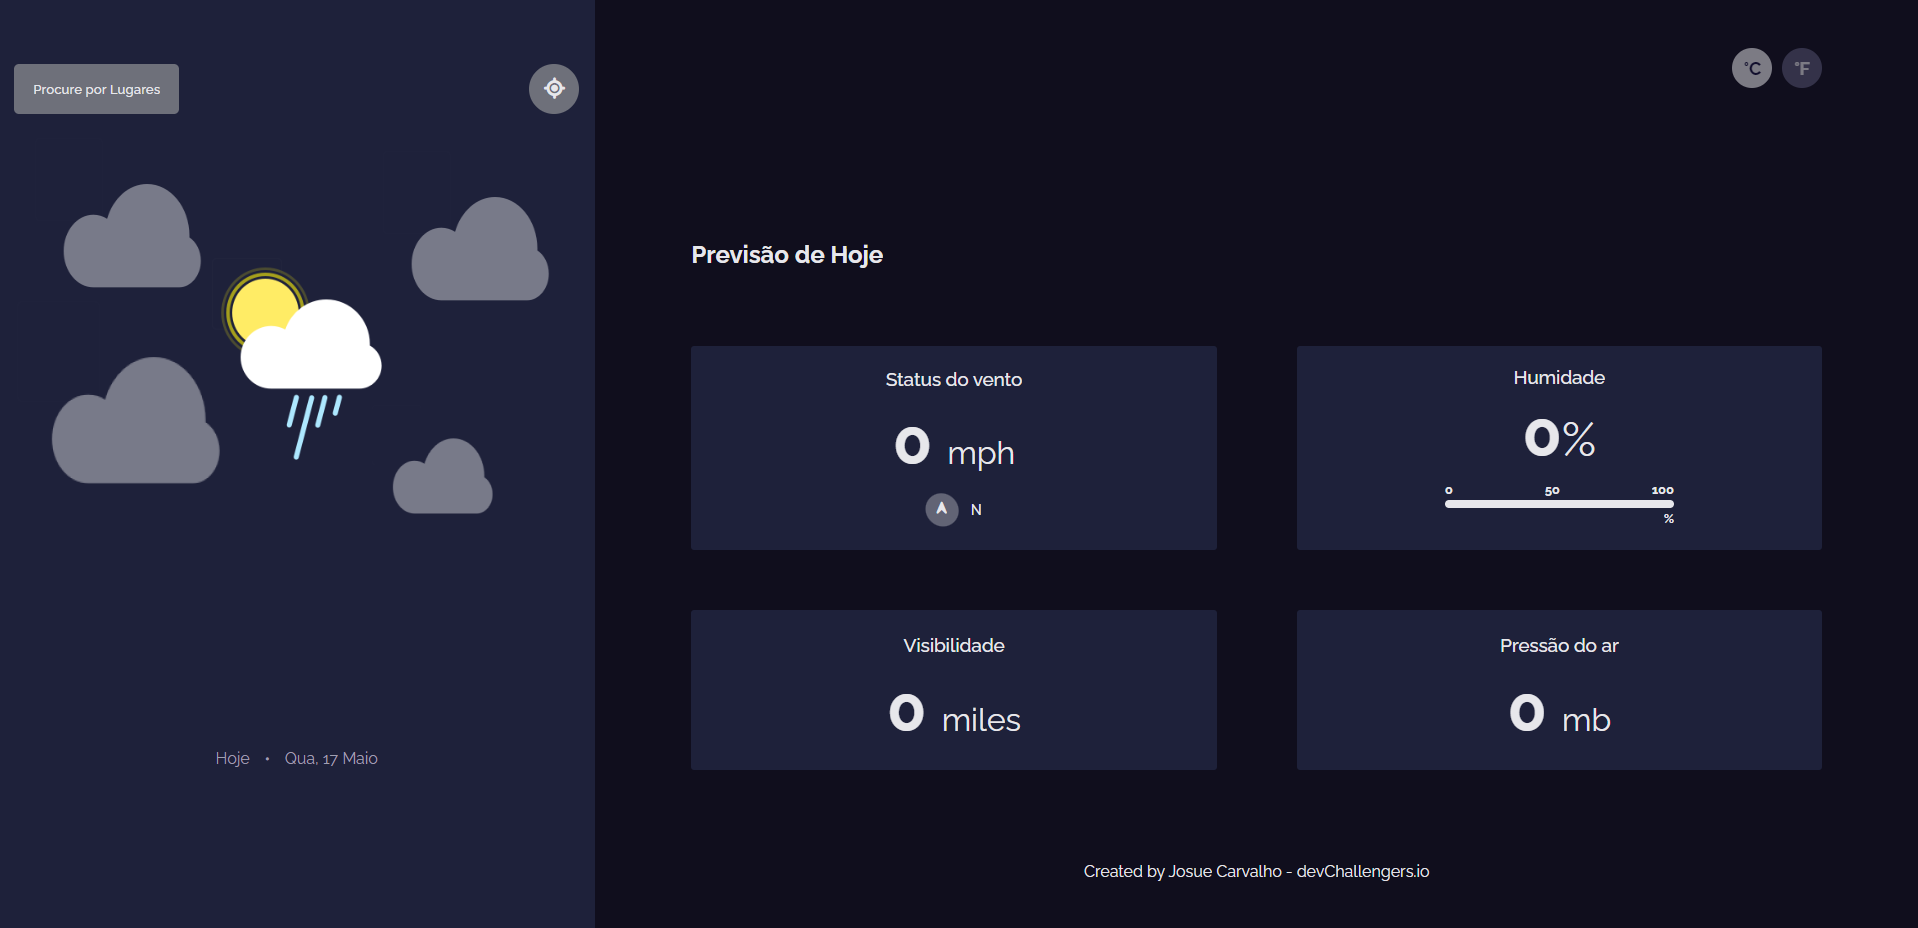 Procure por Lugares
Hoje • Qua, 17 Maio
°C °F
Previsão de Hoje
Status do vento
0 mph
N
Humidade
0%
0 50 100
%
Visibilidade
0 miles
Pressão do ar
0 mb
Created by Josue Carvalho - devChallengers.io